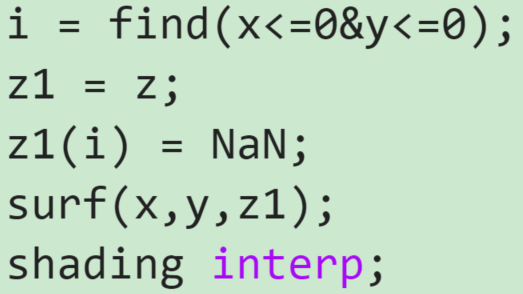 i = find(x<=0&y<=0);
z1 = z;
z1(i) = NaN;
surf(x,y,z1);
shading interp;